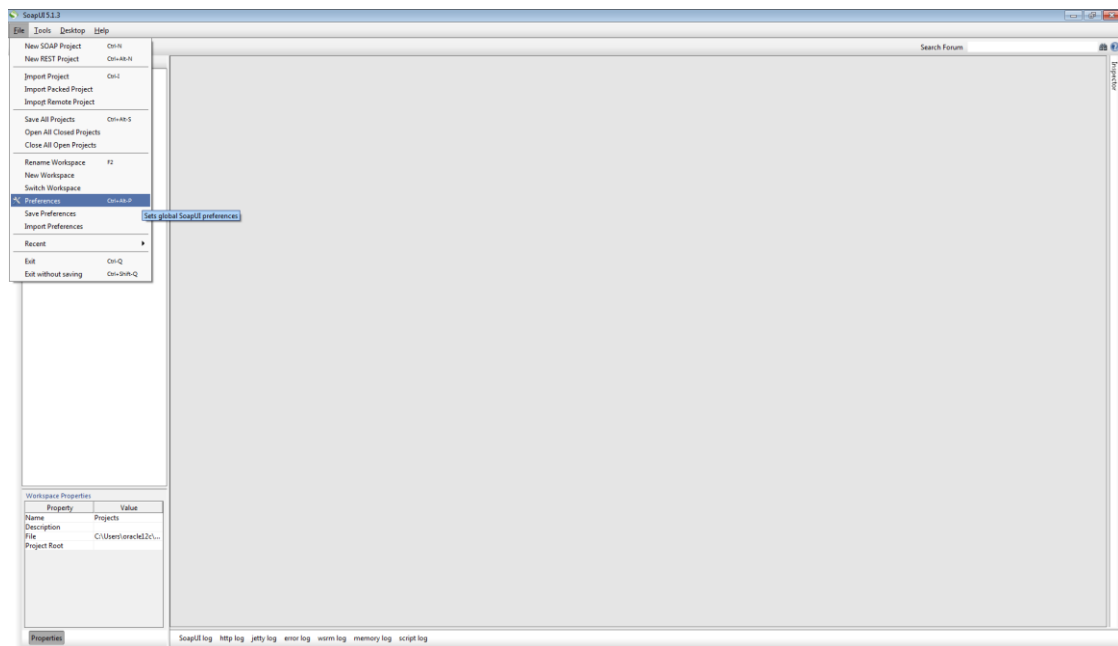 SoapUI 5.1.3
File Tools Desktop Help
Search Forum
New SOAP Project Ctrl-N
New REST Project Ctrl+Alt-N
Import Project Ctrl-I
Import Packed Project
Import Remote Project
Save All Projects Ctrl+Alt-S
Open All Closed Projects
Close All Open Projects
Rename Workspace F2
New Workspace
Switch Workspace
Preferences Ctrl+Alt-P
Sets global SoapUI preferences
Save Preferences
Import Preferences
Recent
Exit Ctrl-Q
Exit without saving Ctrl+Shift-Q
Inspector
Workspace Properties
Property Value
Name Projects
Description
File C:\Users\oracle12c\...
Project Root
Properties
SoapUI log http log jetty log error log wsrm log memory log script log